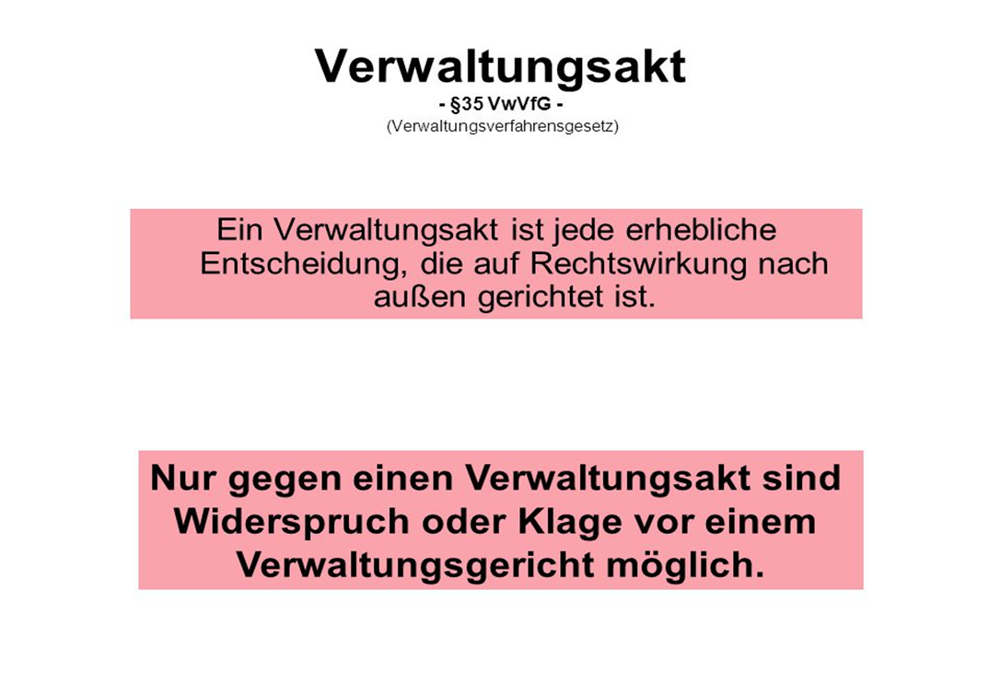 Verwaltungsakt
- §35 VwVfG -
(Verwaltungsverfahrensgesetz)
Ein Verwaltungsakt ist jede erhebliche
Entscheidung, die auf Rechtswirkung nach
außen gerichtet ist.
Nur gegen einen Verwaltungsakt sind
Widerspruch oder Klage vor einem
Verwaltungsgericht möglich.